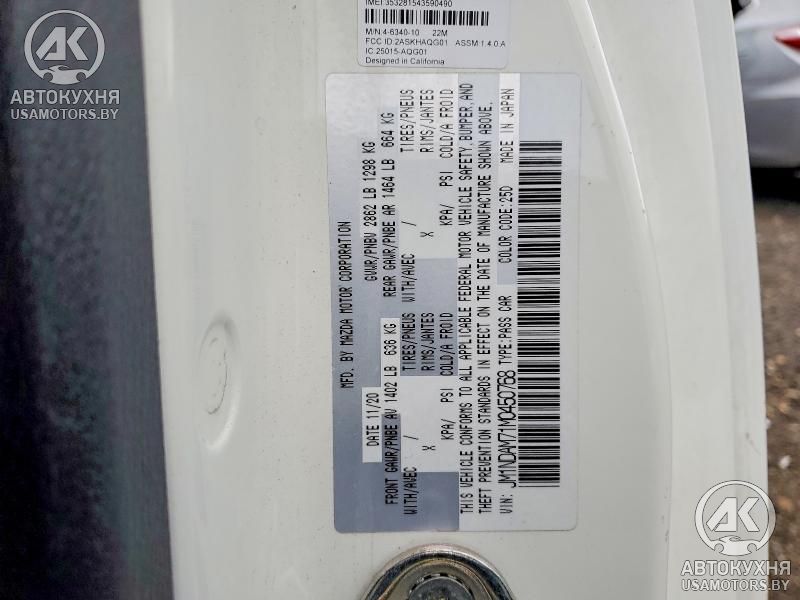 IMEI 353281543590490
M/N:4-6340-10 22M
FCC ID:2ASKHAQG01 ASSM:1.4.0.A
IC:25015-AQG01
Designed in California
MFD. BY MAZDA MOTOR CORPORATION
DATE 11/20 GVWR/PNBV 2862 LB 1298 KG
FRONT GAWR/PNBE AV 1402 LB 636 KG REAR GAWR/PNBE AR 1464 LB 664 KG
WITH/AVEC / TIRES/PNEUS WITH/AVEC / TIRES/PNEUS
X RIMS/JANTES X RIMS/JANTES
KPA/ PSI COLD/A FROID KPA/ PSI COLD/A FROID
THIS VEHICLE CONFORMS TO ALL APPLICABLE FEDERAL MOTOR VEHICLE SAFETY, BUMPER, AND
THEFT PREVENTION STANDARDS IN EFFECT ON THE DATE OF MANUFACTURE SHOWN ABOVE.
VIN: JM1NDAM71M0450768 TYPE:PASS CAR COLOR CODE:25D MADE IN JAPAN
АК
АВТОКУХНЯ
USAMOTORS.BY
АК
АВТОКУХНЯ
USAMOTORS.BY